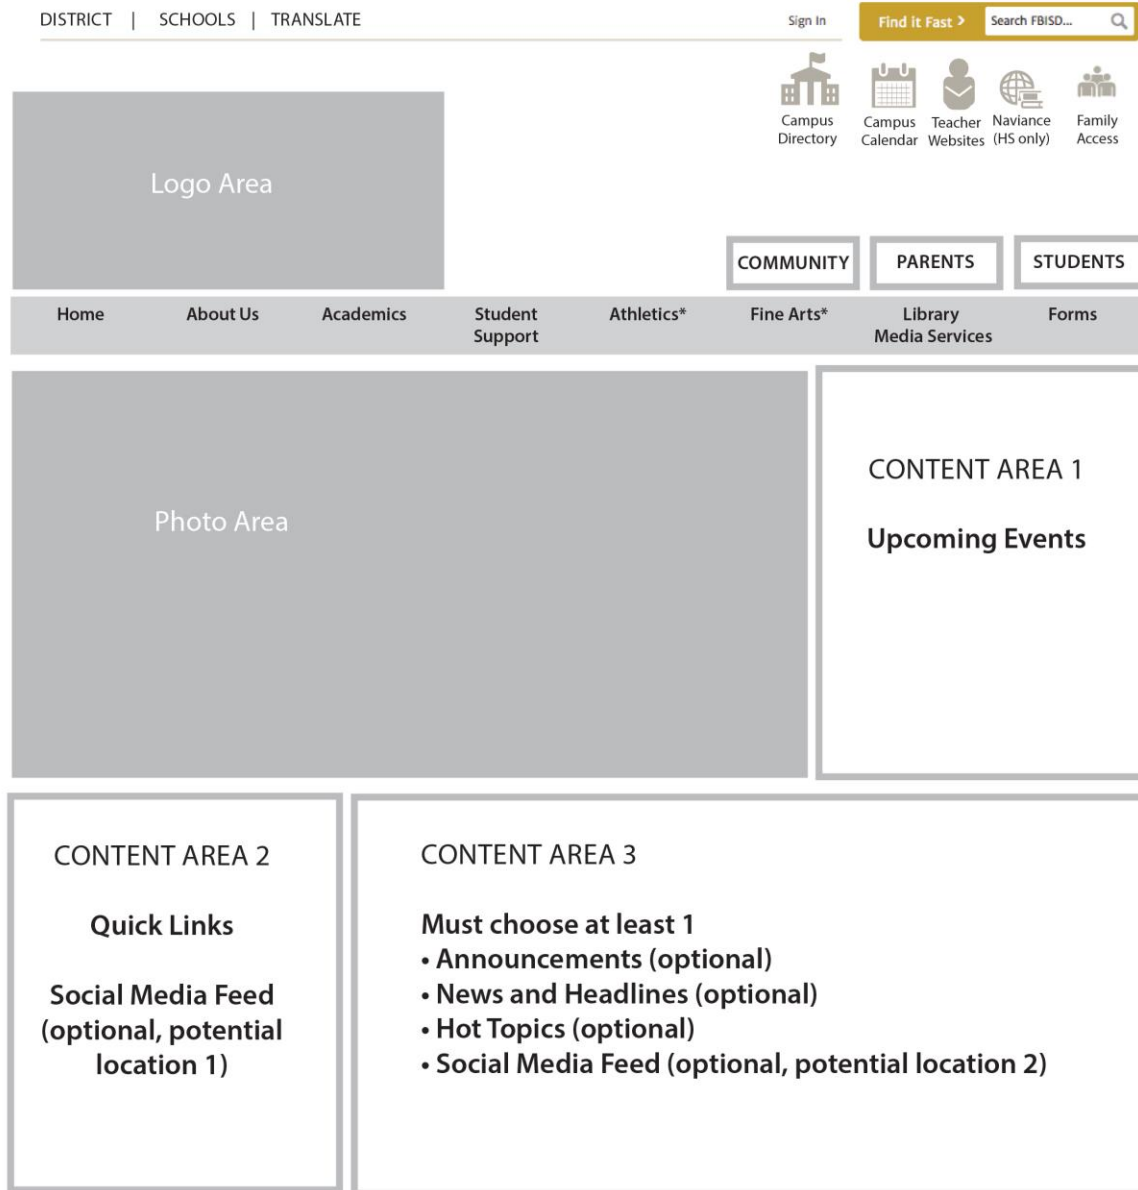 DISTRICT | SCHOOLS | TRANSLATE
Sign In
Find it Fast >
Search FBISD...
Campus
Directory
Campus
Calendar
Teacher
Websites
Naviance
(HS only)
Family
Access
Logo Area
COMMUNITY
PARENTS
STUDENTS
Home
About Us
Academics
Student
Support
Athletics*
Fine Arts*
Library
Media Services
Forms
Photo Area
CONTENT AREA 1
Upcoming Events
CONTENT AREA 2
Quick Links
Social Media Feed
(optional, potential
location 1)
CONTENT AREA 3
Must choose at least 1
• Announcements (optional)
• News and Headlines (optional)
• Hot Topics (optional)
• Social Media Feed (optional, potential location 2)